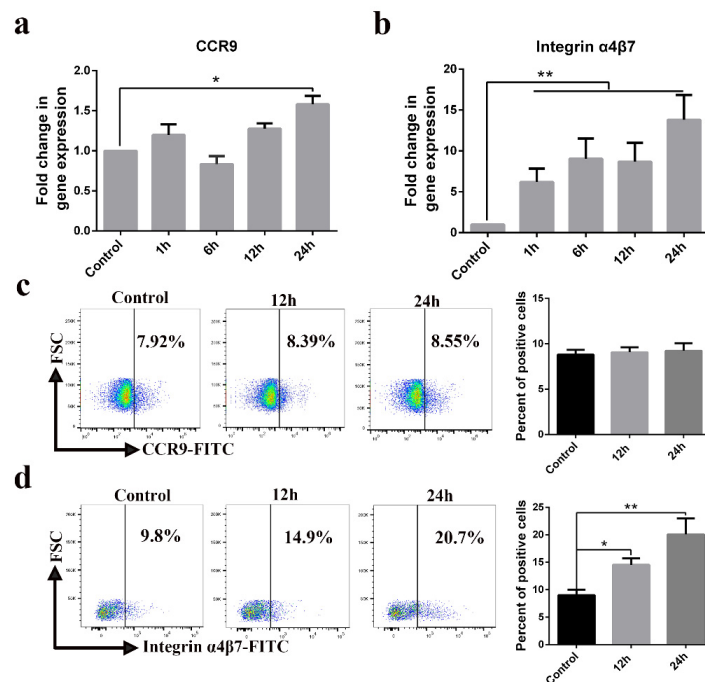 a
b
CCR9
Integrin α4β7
Fold change in
gene expression
2.0
1.5
1.0
0.5
0.0
*
Control
1h
6h
12h
24h
Fold change in
gene expression
20
15
10
5
0
**
Control
1h
6h
12h
24h
c
Control
12h
24h
7.92%
8.39%
8.55%
FSC
CCR9-FITC
Percent of positive cells
15
10
5
0
Control
12h
24h
d
Control
12h
24h
9.8%
14.9%
20.7%
FSC
Integrin α4β7-FITC
Percent of positive cells
25
20
15
10
5
0
*
**
Control
12h
24h